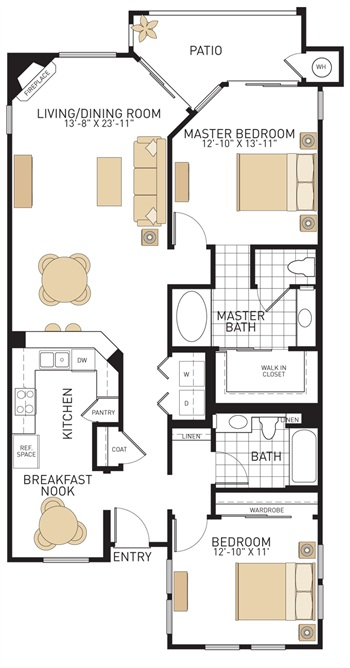 PATIO
WH
FIREPLACE
LIVING/DINING ROOM
13'-8" X 23'-11"
MASTER BEDROOM
12'-10" X 13'-11"
MASTER
BATH
DW
W
D
WALK IN
CLOSET
KITCHEN
PANTRY
REF.
SPACE
COAT
LINEN
LINEN
BATH
BREAKFAST
NOOK
WARDROBE
ENTRY
BEDROOM
12'-10" X 11'